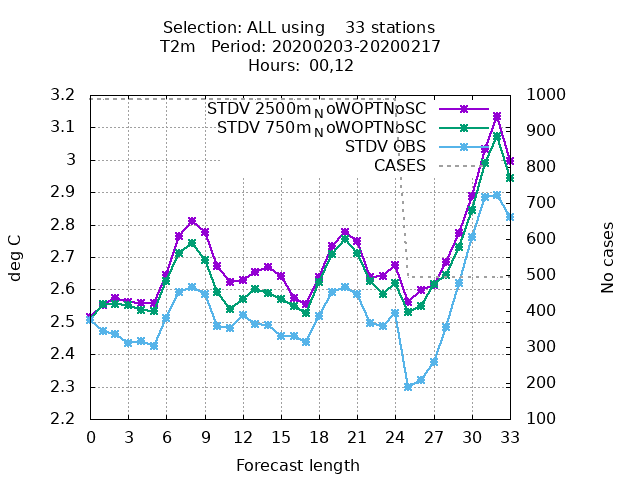 Selection: ALL using 33 stations
T2m Period: 20200203-20200217
Hours: 00,12
STDV 2500m_NoWOPTNoSC
STDV 750m_NoWOPTNoSC
STDV OBS
CASES
deg C
3.2
3.1
3
2.9
2.8
2.7
2.6
2.5
2.4
2.3
2.2
1000
900
800
700
600
500
400
300
200
100
No cases
0 3 6 9 12 15 18 21 24 27 30 33
Forecast length